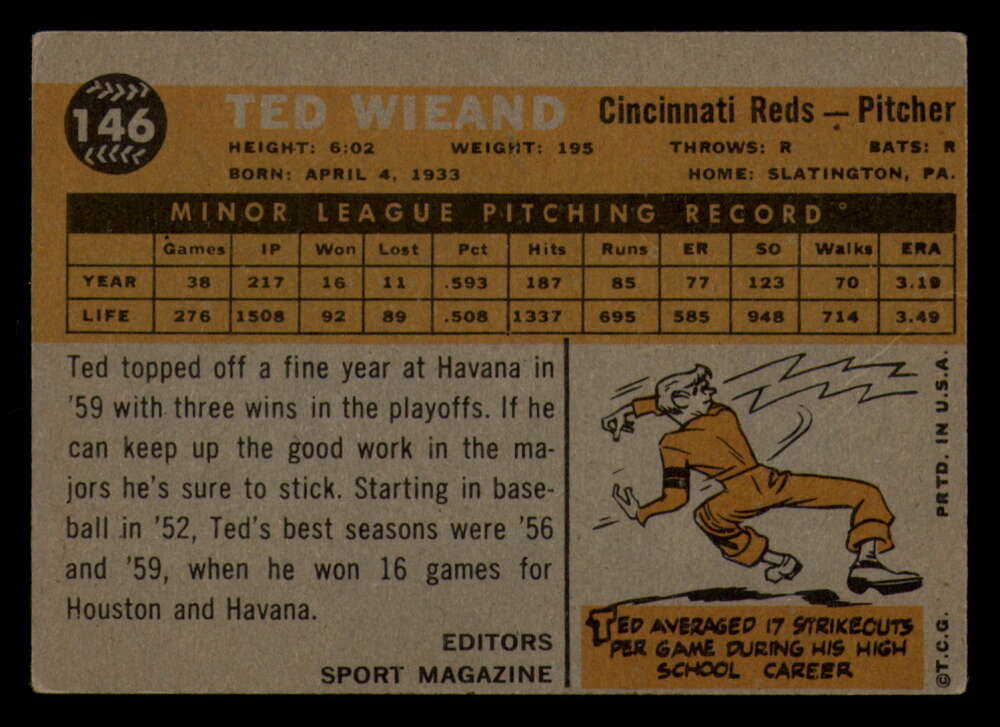 146
TED WIEAND Cincinnati Reds — Pitcher
HEIGHT: 6:02 WEIGHT: 195 THROWS: R BATS: R
BORN: APRIL 4, 1933 HOME: SLATINGTON, PA.
MINOR LEAGUE PITCHING RECORD
Games IP Won Lost Pct Hits Runs ER SO Walks ERA
YEAR 38 217 16 11 .593 187 85 77 123 70 3.19
LIFE 276 1508 92 89 .508 1337 695 585 948 714 3.49
Ted topped off a fine year at Havana in
'59 with three wins in the playoffs. If he
can keep up the good work in the ma-
jors he's sure to stick. Starting in base-
ball in '52, Ted's best seasons were '56
and '59, when he won 16 games for
Houston and Havana.
EDITORS
SPORT MAGAZINE
TED AVERAGED 17 STRIKEOUTS
PER GAME DURING HIS HIGH
SCHOOL CAREER
©T.C.G. PRTD. IN U.S.A.